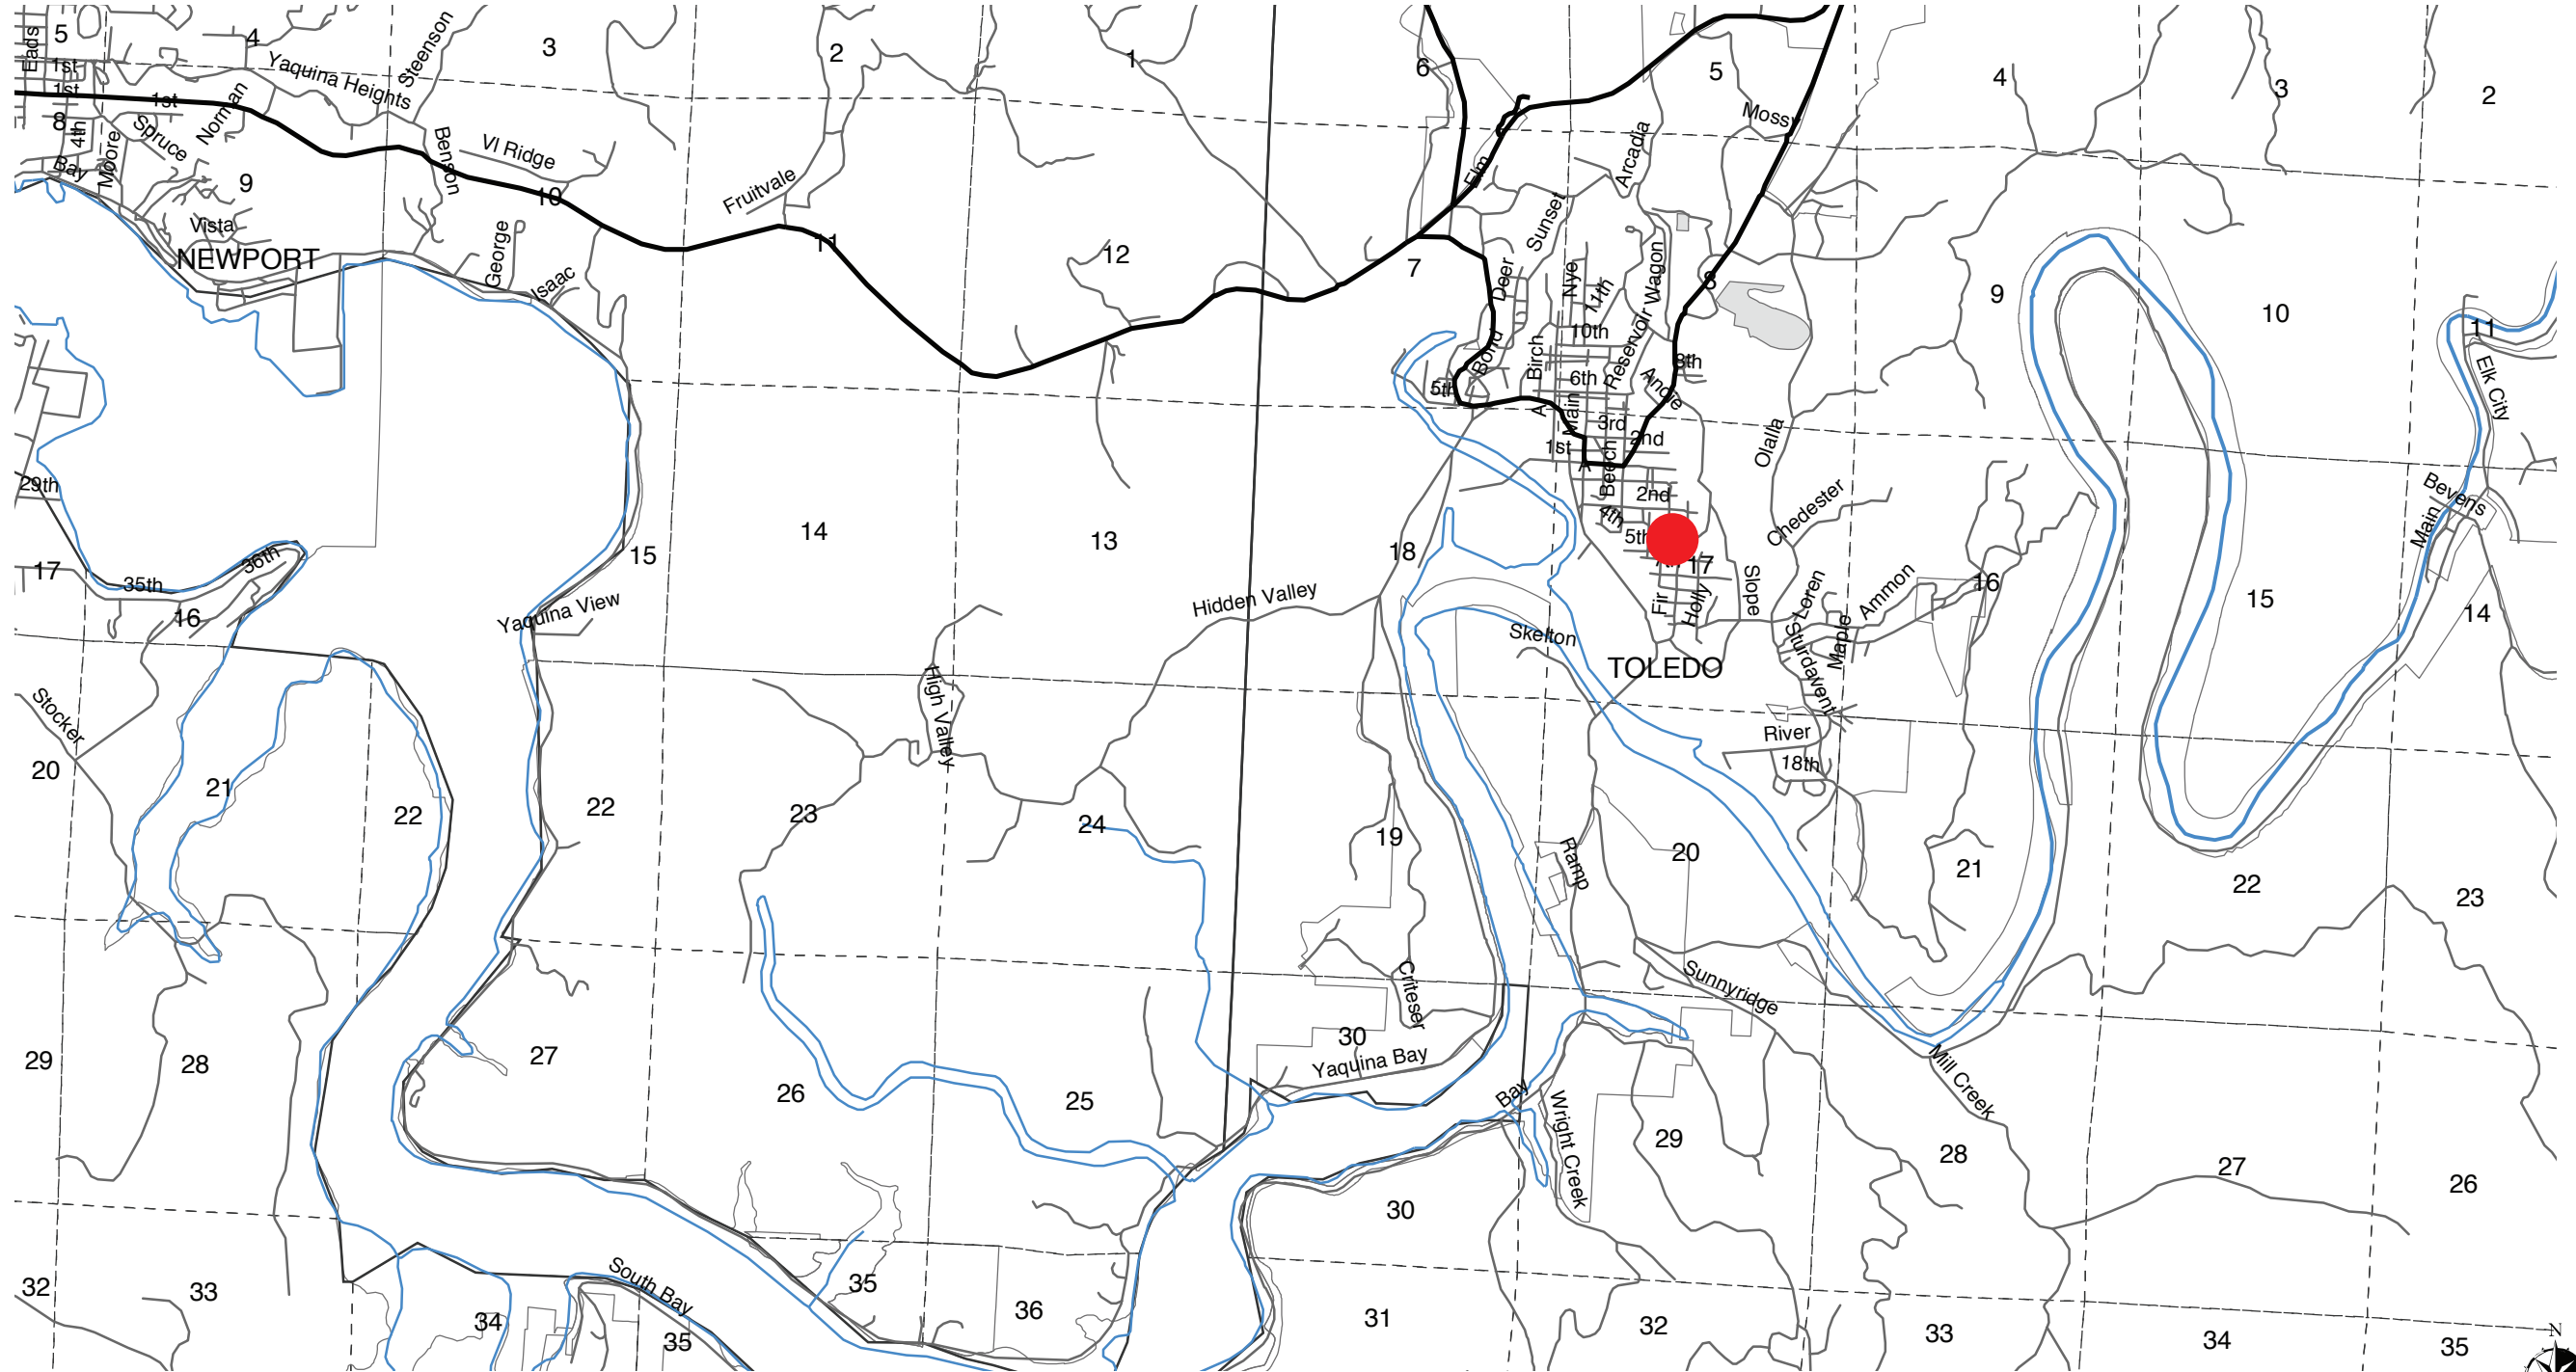 5
4
3
2
1
6
5
4
3
2
Eads
1st
Yaquina Heights
Steenson
1st
1st
Norman
8
4th
Moore
Spruce
Bay
Benson
Vl Ridge
Mossy
Elm
Arcadia
9
10
Fruitvale
Vista
NEWPORT
George
Isaac
11
12
7
Sunset
Deer
Nye
11th
Wagon
8
9
10
11
Bond
Birch
10th
Reservoir
8th
Elk City
5th
6th
Angie
A
Main
3rd
2nd
1st
A
Beech
Olalla
29th
2nd
4th
Chedester
Bevens
Main
5th
17
36th
35th
17
16
15
14
13
18
Slope
Loren
Ammon
16
15
14
Yaquina View
Hidden Valley
Skelton
Fir
Holly
Sturdavent
Maple
TOLEDO
Stocker
High Valley
River
18th
20
21
22
22
23
24
19
Ramp
20
21
22
23
Criteser
Sunnyridge
29
28
27
26
25
30
Yaquina Bay
Bay
Wright Creek
Mill Creek
29
28
27
26
30
32
33
34
South Bay
35
35
36
31
32
33
34
35
N